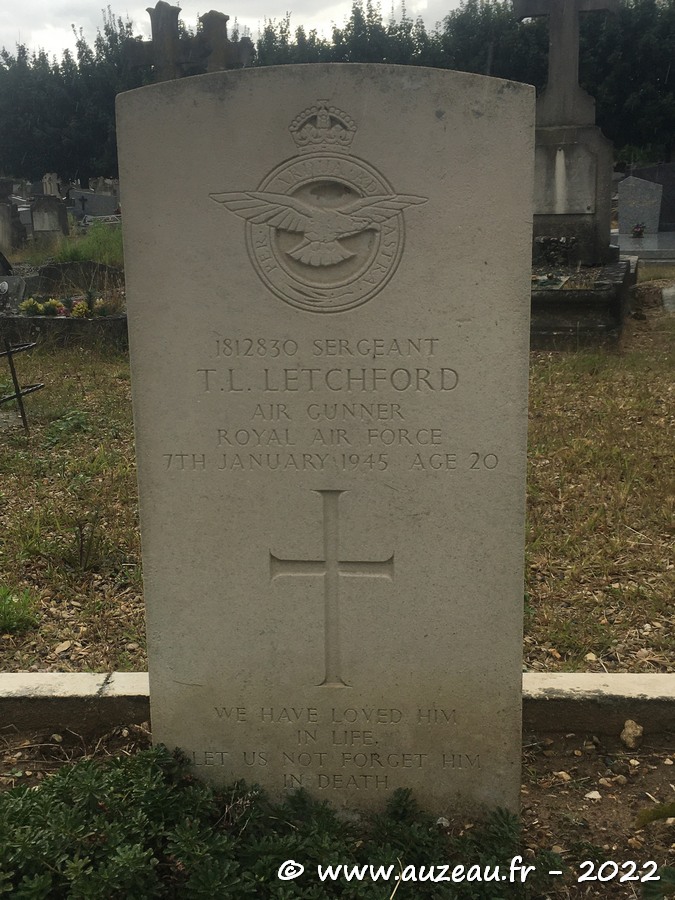 PER ARDUA AD ASTRA
1812830 SERGEANT
T. L. LETCHFORD
AIR GUNNER
ROYAL AIR FORCE
7TH JANUARY 1945 AGE 20
WE HAVE LOVED HIM
IN LIFE,
LET US NOT FORGET HIM
IN DEATH
© www.auzeau.fr - 2022